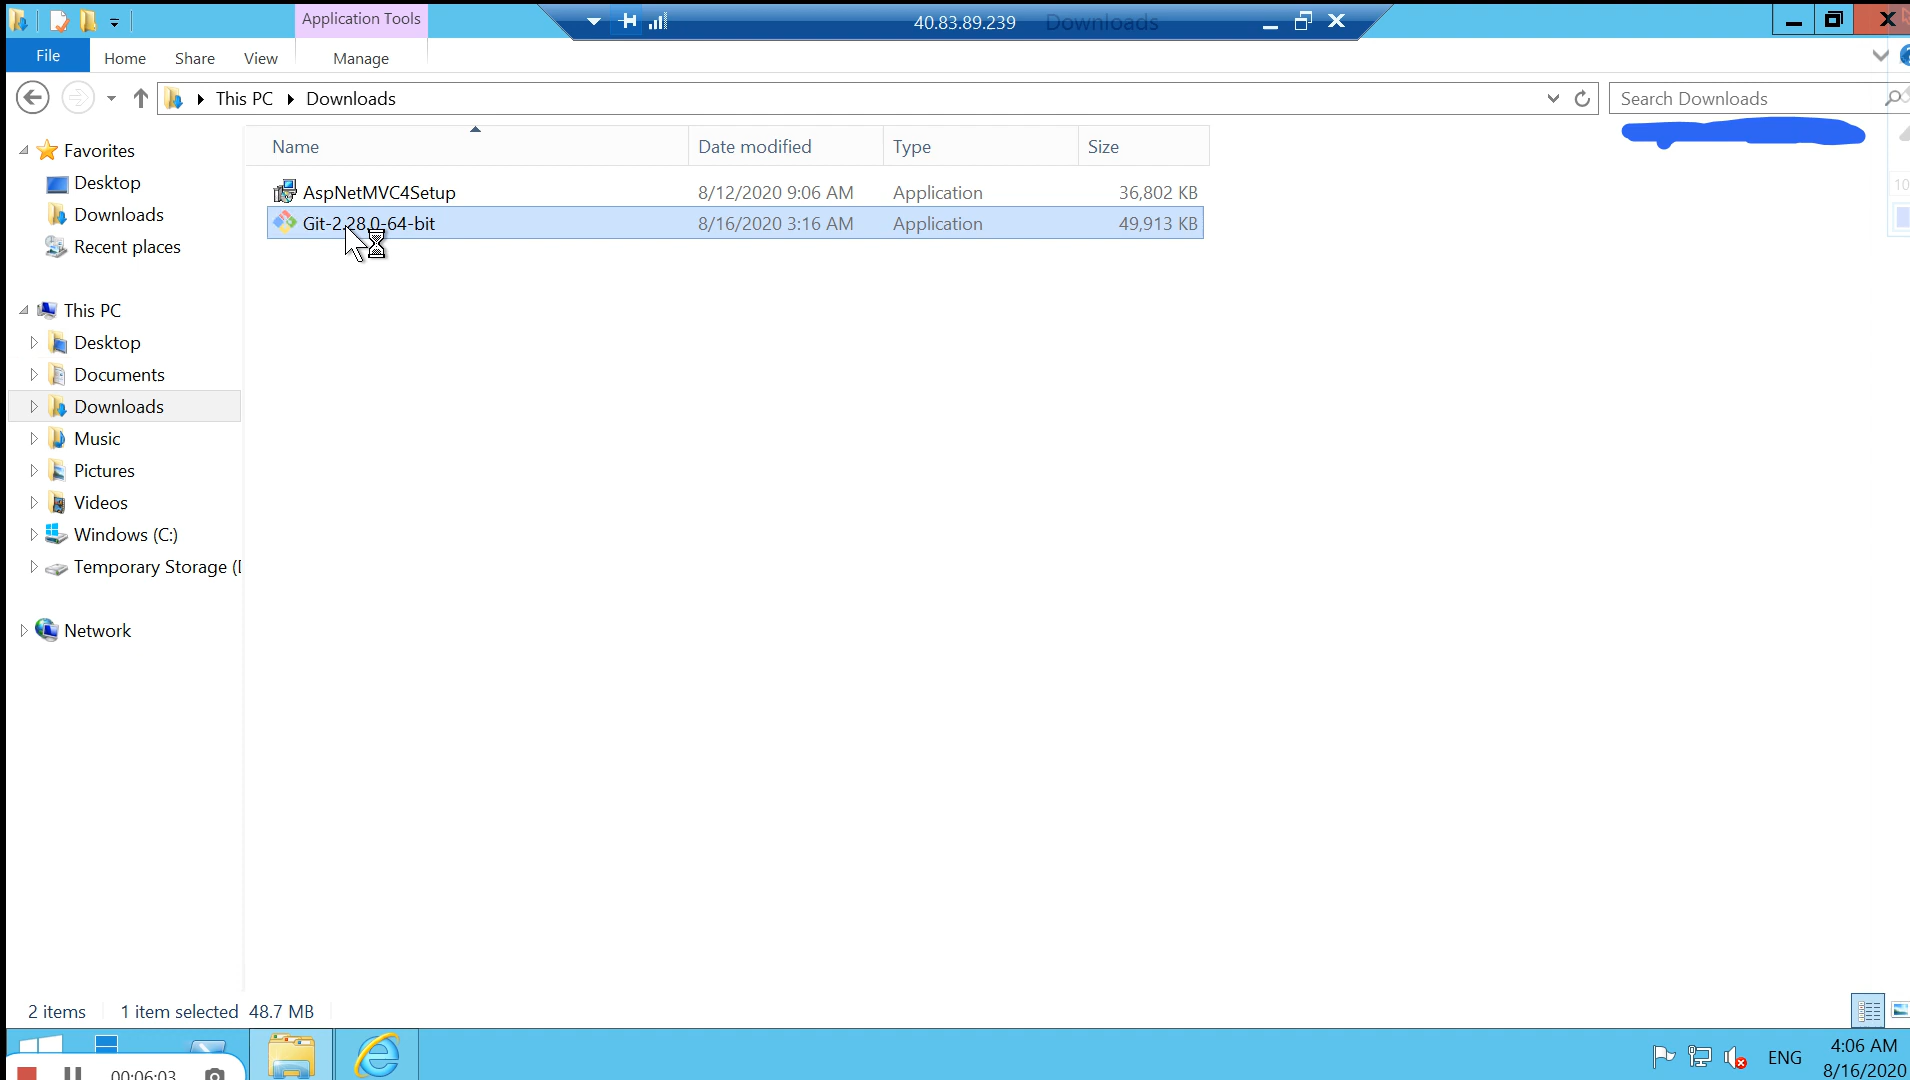 Application Tools
40.83.89.239
Downloads
File
Home
Share
View
Manage
This PC
Downloads
Search Downloads
Name
Date modified
Type
Size
Favorites
Desktop
Downloads
Recent places
AspNetMVC4Setup 8/12/2020 9:06 AM Application 36,802 KB
Git-2.28.0-64-bit 8/16/2020 3:16 AM Application 49,913 KB
This PC
Desktop
Documents
Downloads
Music
Pictures
Videos
Windows (C:)
Temporary Storage (
Network
2 items 1 item selected 48.7 MB
00:06:03
ENG
4:06 AM
8/16/2020